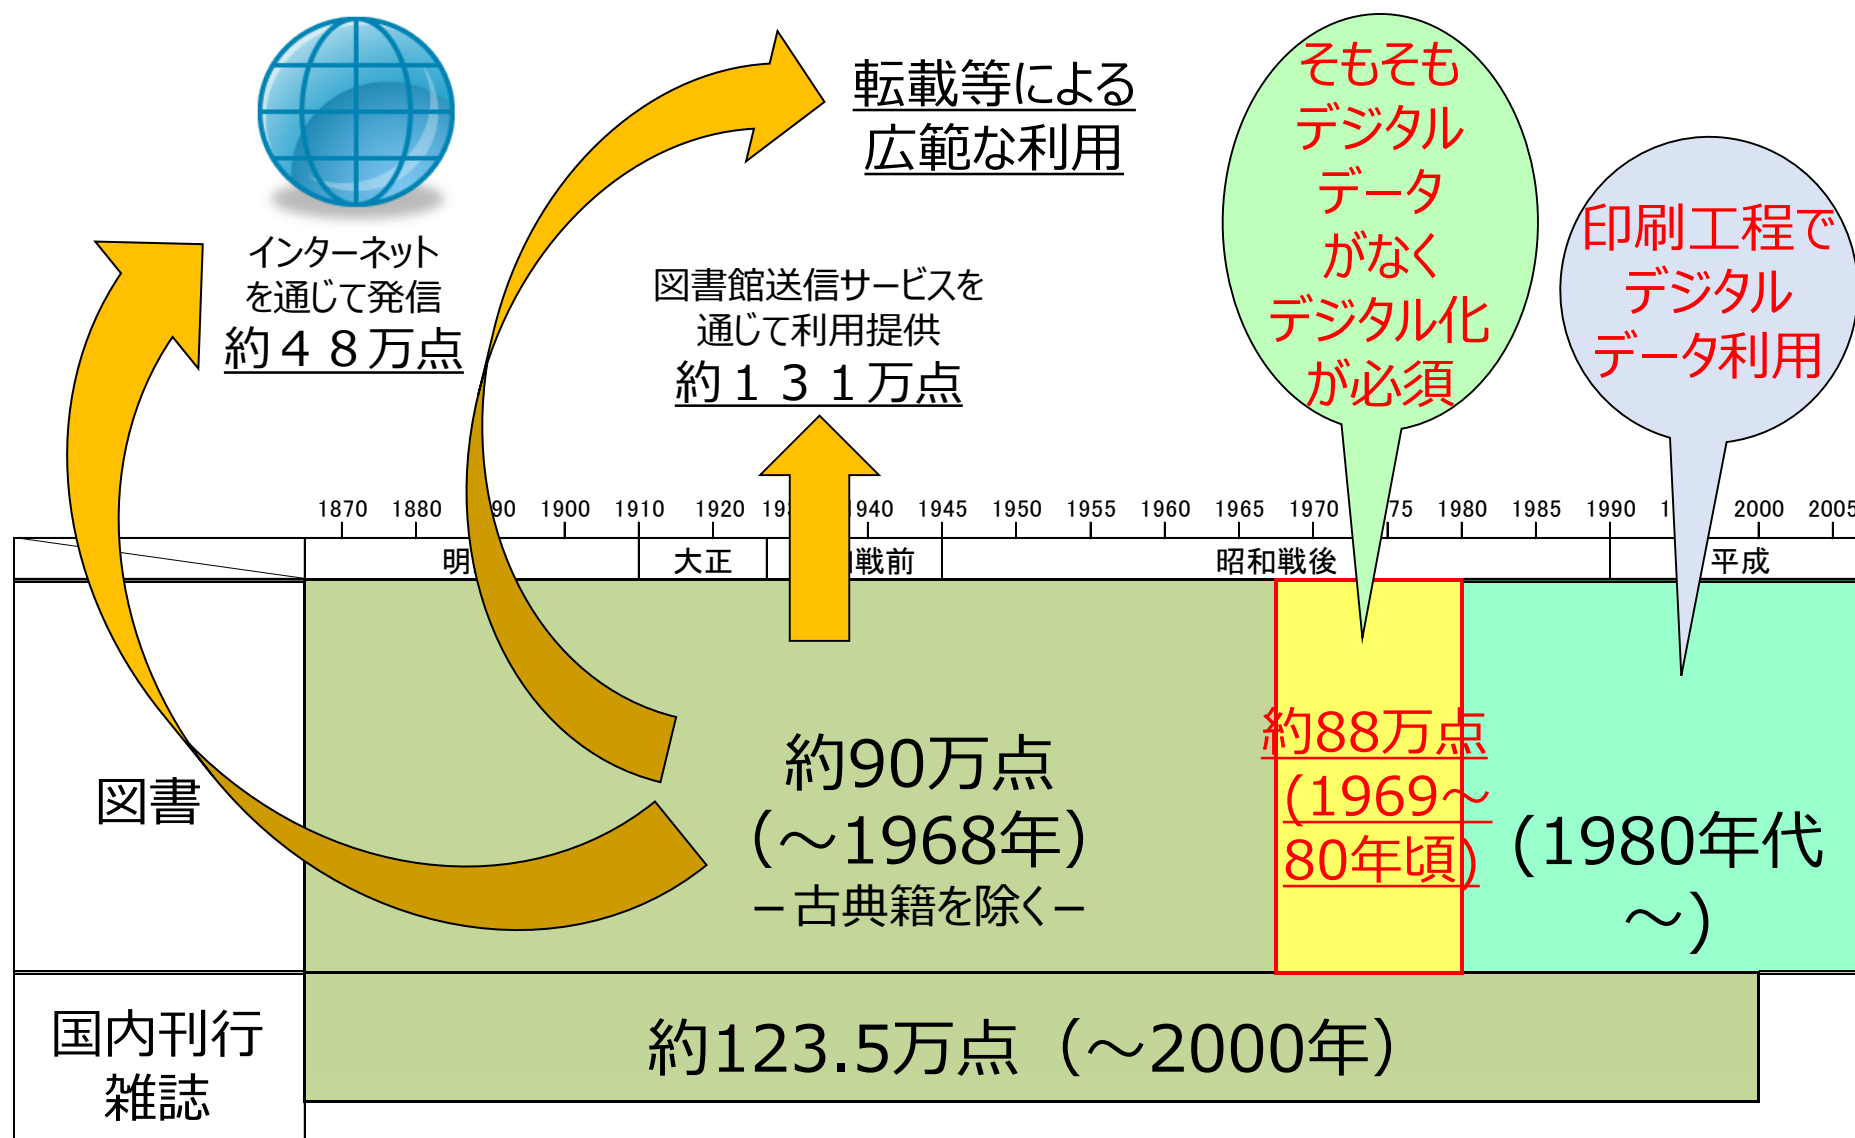 そもそも
デジタル
データ
がなく
デジタル化
が必須
転載等による
広範な利用
印刷工程で
デジタル
データ利用
インターネット
を通じて発信
約４８万点
図書館送信サービスを
通じて利用提供
約１３１万点
1870 1880 90 1900 1910 1920 193 940 1945 1950 1955 1960 1965 1970 75 1980 1985 1990 1 2000 2005
明 大正 戦前 昭和戦後 平成
図書
約90万点
（～1968年）
－古典籍を除く－
約88万点
(1969～
80年頃)
(1980年代
～)
国内刊行
雑誌
約123.5万点（～2000年）